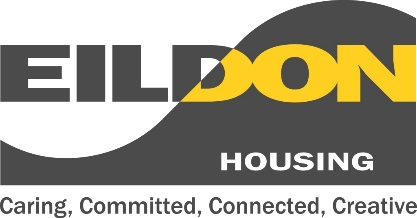 EILDON
HOUSING
Caring, Committed, Connected, Creative